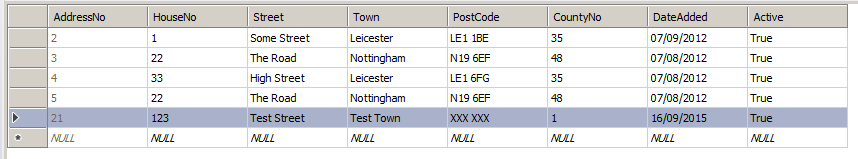 AddressNo HouseNo Street Town PostCode CountyNo DateAdded Active
2 1 Some Street Leicester LE1 1BE 35 07/09/2012 True
3 22 The Road Nottingham N19 6EF 48 07/08/2012 True
4 33 High Street Leicester LE1 6FG 35 07/08/2012 True
5 22 The Road Nottingham N19 6EF 48 07/08/2012 True
21 123 Test Street Test Town XXX XXX 1 16/09/2015 True
NULL NULL NULL NULL NULL NULL NULL NULL